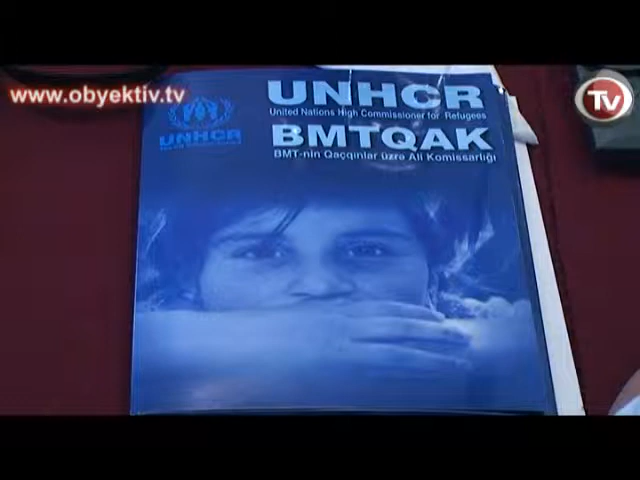 www.obyektiv.tv
TV
UNHCR
United Nations High Commissioner for Refugees
UNHCR
BMTQAK
BMT-nin Qaçqınlar üzrə Ali Komissarlığı